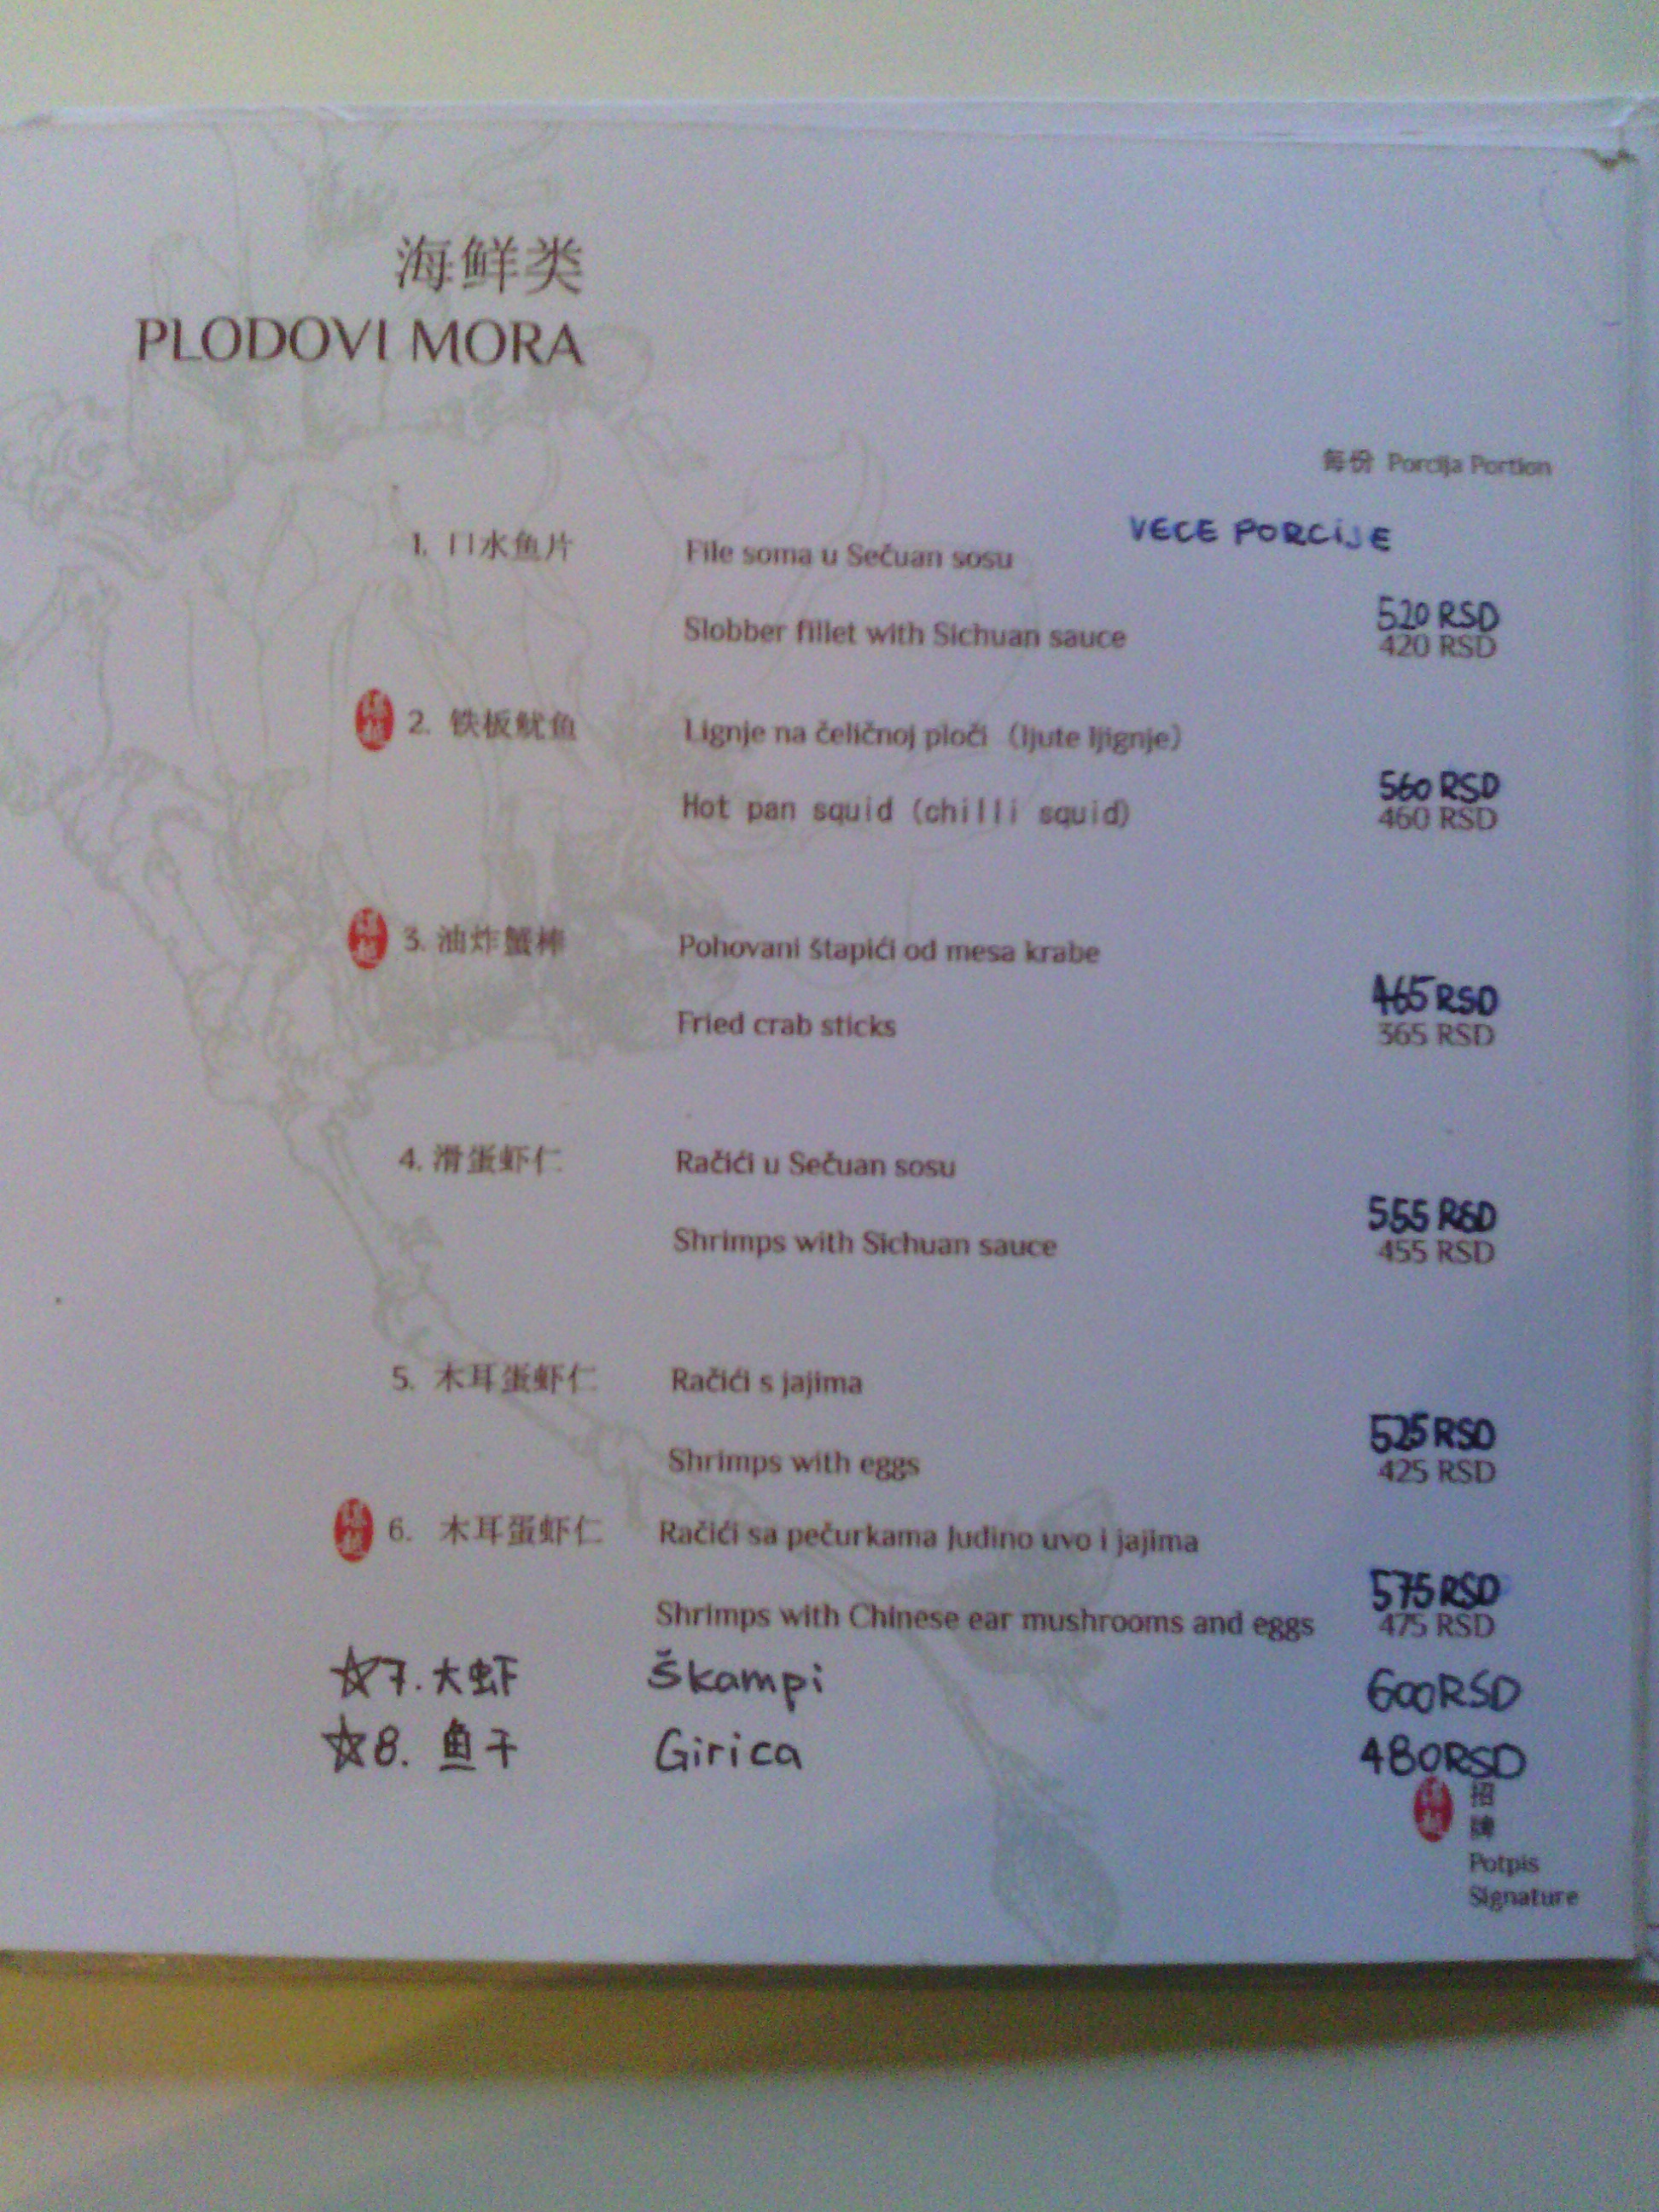 海鲜类
PLODOVI MORA
每份 Porcija Portion
VEĆE PORCIJE
1. 口水鱼片 File soma u Sečuan sosu
520 RSD
Slobber fillet with Sichuan sauce 420 RSD
2. 铁板鱿鱼 Lignje na čeličnoj ploči (ljute ljignje)
560 RSD
Hot pan squid (chilli squid) 460 RSD
3. 油炸蟹棒 Pohovani štapići od mesa krabe
465 RSD
Fried crab sticks 365 RSD
4. 滑蛋虾仁 Račići u Sečuan sosu
555 RSD
Shrimps with Sichuan sauce 455 RSD
5. 木耳蛋虾仁 Račići s jajima
525 RSD
Shrimps with eggs 425 RSD
6. 木耳蛋虾仁 Račići sa pečurkama Judino uvo i jajima
575 RSD
Shrimps with Chinese ear mushrooms and eggs 475 RSD
☆7. 大虾 Škampi 600 RSD
☆8. 鱼干 Girica 480 RSD
招
牌
Potpis
Signature